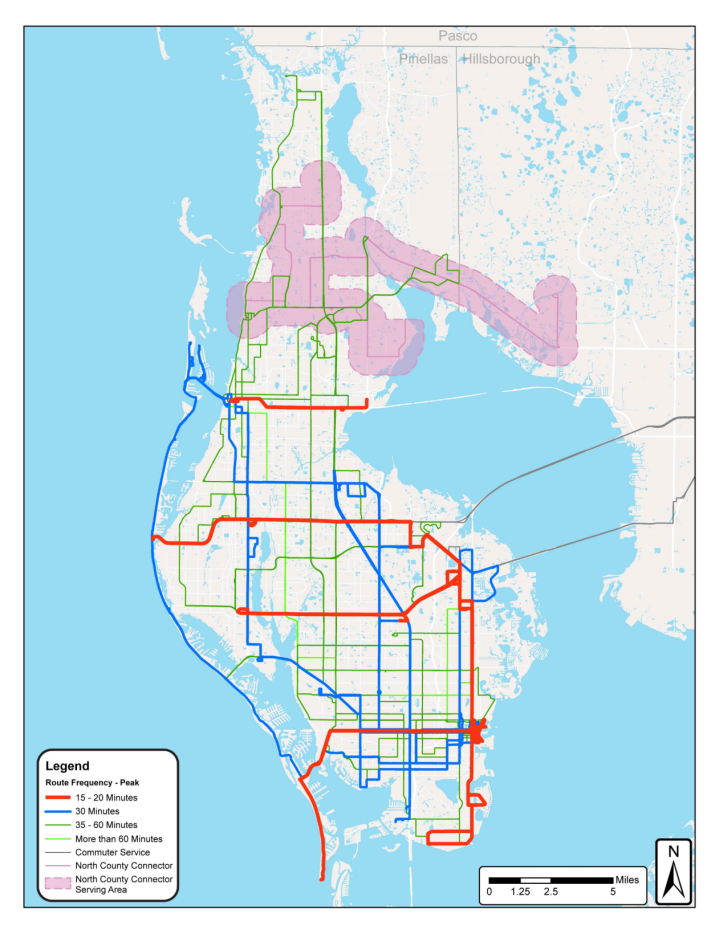 Pasco
Pinellas Hillsborough
Legend
Route Frequency - Peak
15 - 20 Minutes
30 Minutes
35 - 60 Minutes
More than 60 Minutes
Commuter Service
North County Connector
North County Connector
Serving Area
Miles
0 1.25 2.5 5
N